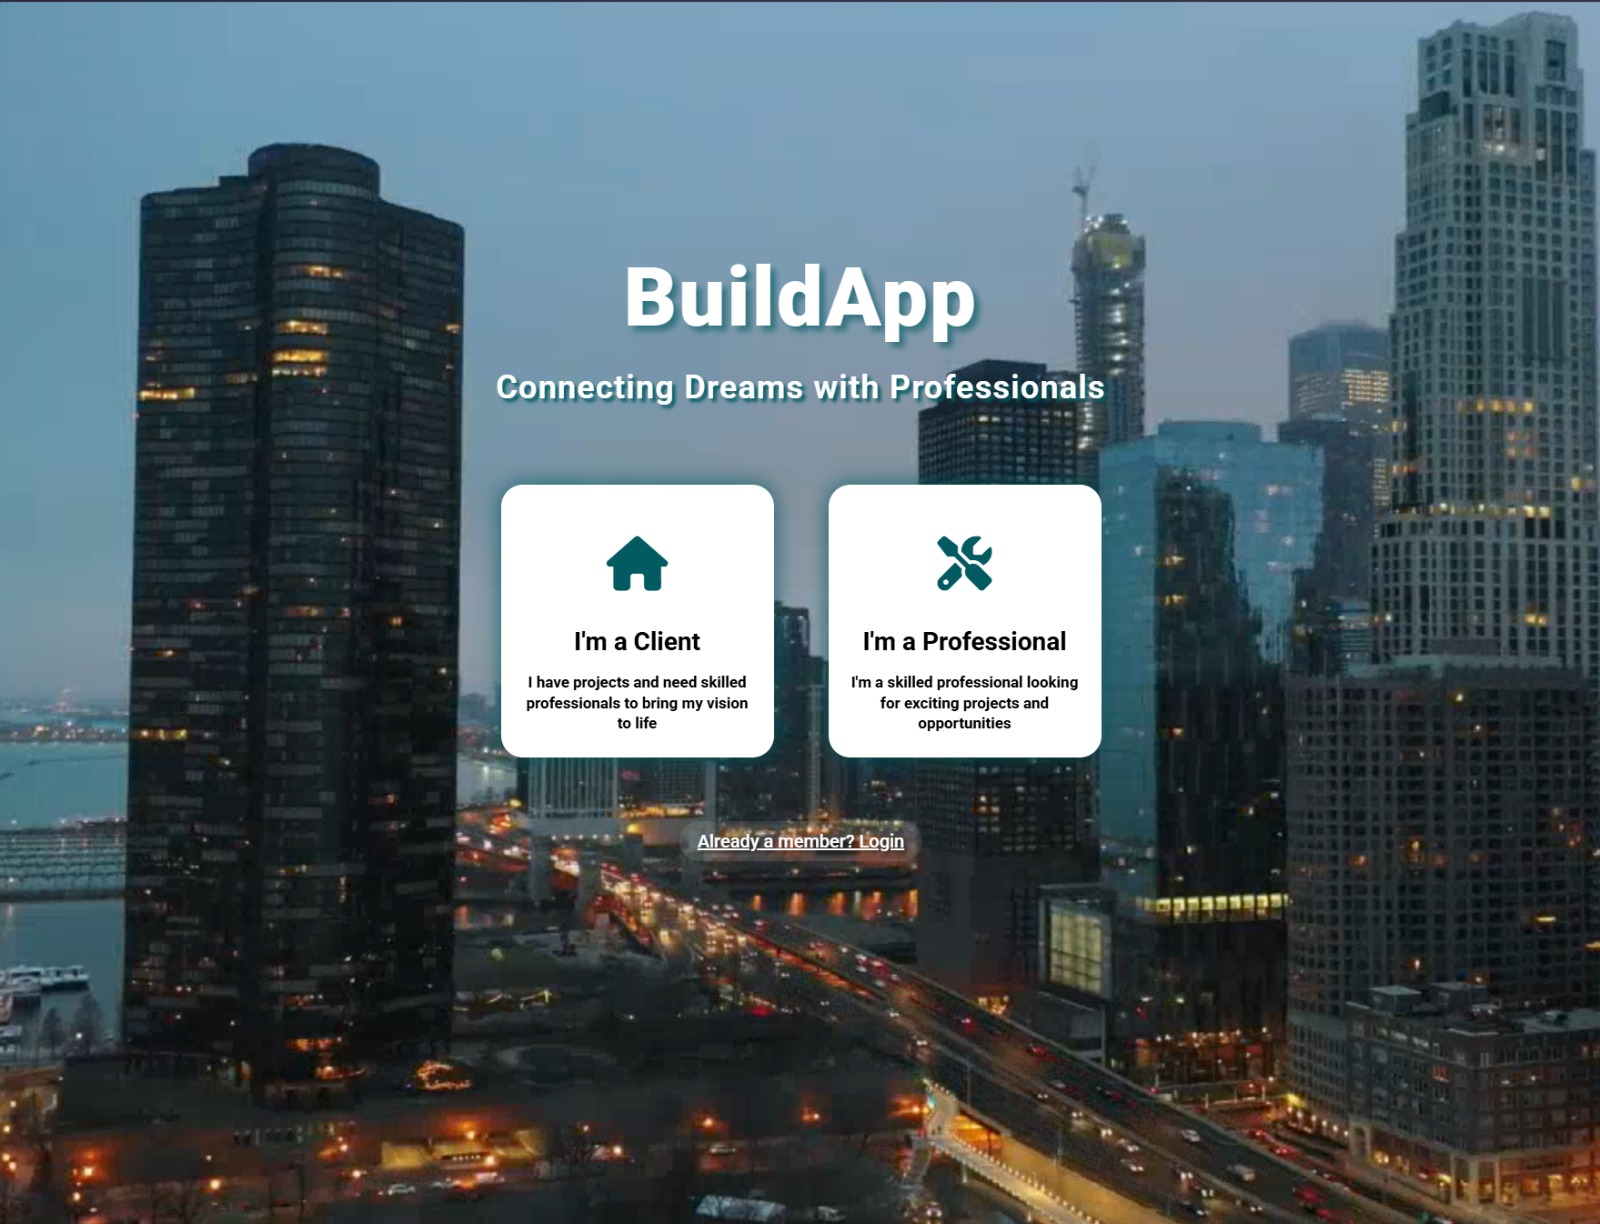 BuildApp
Connecting Dreams with Professionals
I'm a Client
I have projects and need skilled
professionals to bring my vision
to life
I'm a Professional
I'm a skilled professional looking
for exciting projects and
opportunities
Already a member? Login